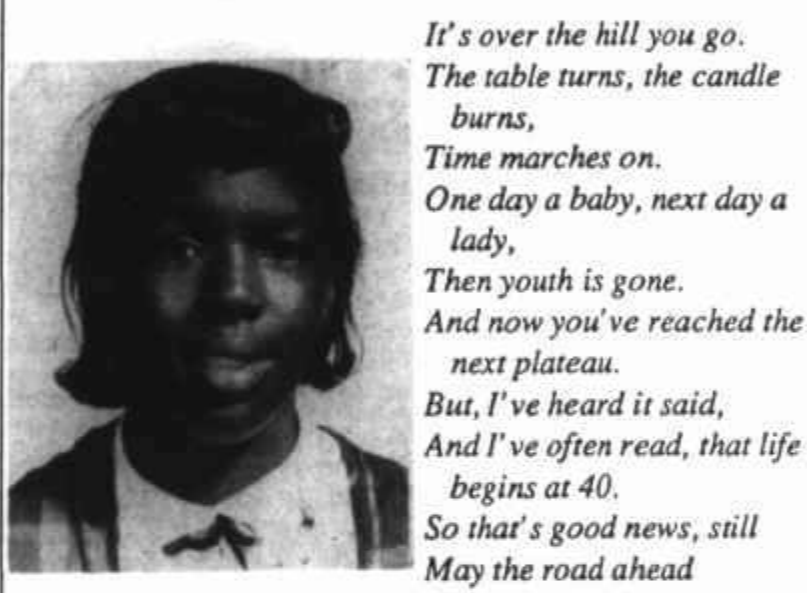 It's over the hill you go.
The table turns, the candle
burns,
Time marches on.
One day a baby, next day a
lady,
Then youth is gone.
And now you've reached the
next plateau.
But, I've heard it said,
And I've often read, that life
begins at 40.
So that's good news, still
May the road ahead